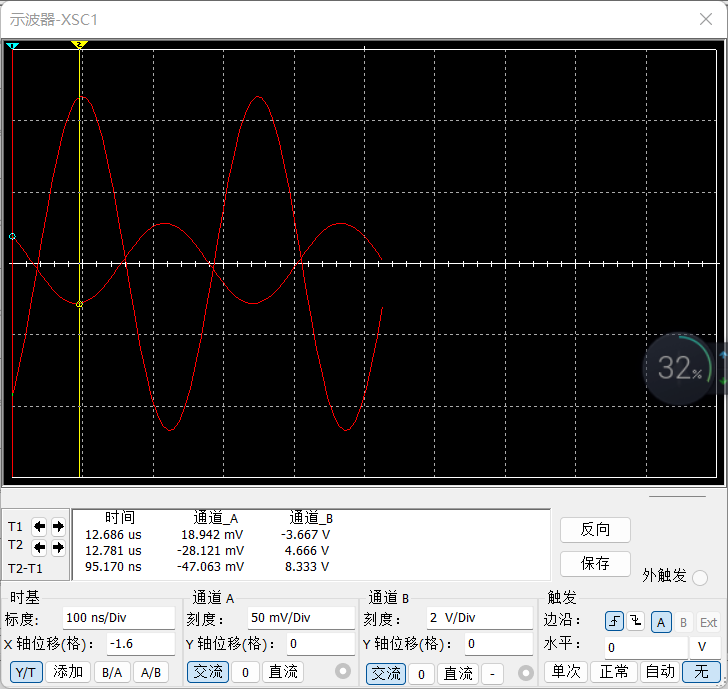 示波器-XSC1
1
2
32%
时间 通道_A 通道_B
T1 12.686 us 18.942 mV -3.667 V
T2 12.781 us -28.121 mV 4.666 V
T2-T1 95.170 ns -47.063 mV 8.333 V
反向
保存
外触发
时基 通道 A 通道 B 触发
标度： 100 ns/Div 刻度： 50 mV/Div 刻度： 2 V/Div 边沿： A B Ext
X 轴位移(格)： -1.6 Y 轴位移(格)： 0 Y 轴位移(格)： 0 水平： 0 V
Y/T 添加 B/A A/B 交流 0 直流 交流 0 直流 - 单次 正常 自动 无